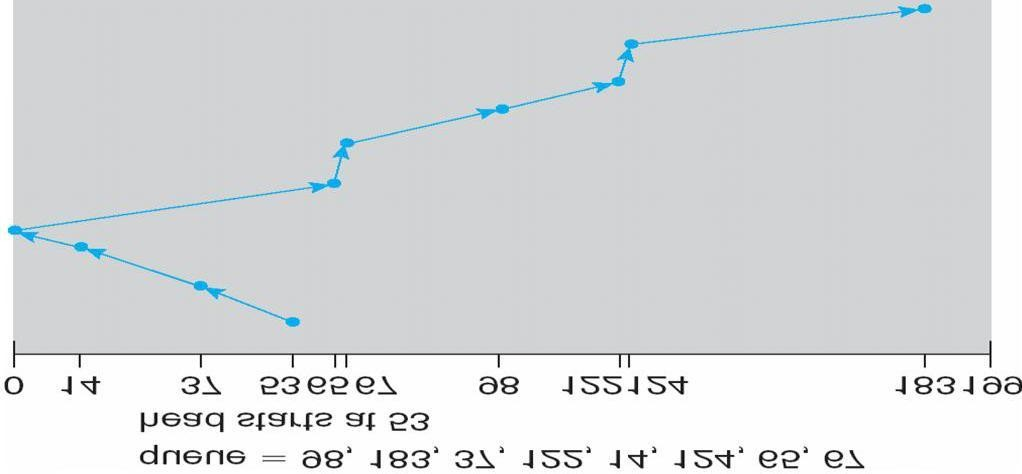 queue = 98, 183, 37, 122, 14, 124, 65, 67
head starts at 53
0 14 37 53 65 67 98 122 124 183 199